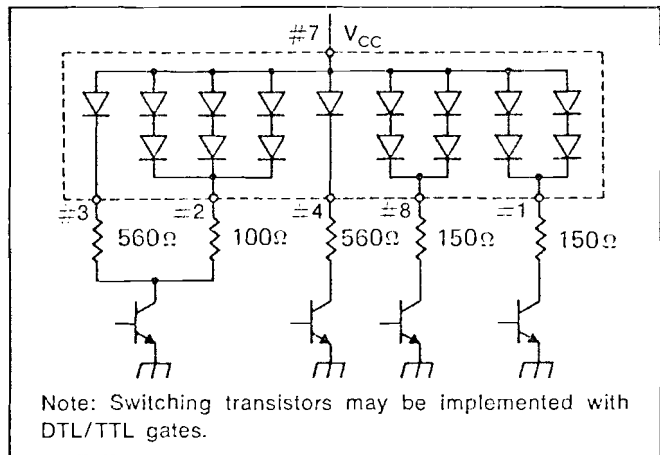 #7 VCC
#3 #2 #4 #8 #1
560Ω 100Ω 560Ω 150Ω 150Ω
Note: Switching transistors may be implemented with
DTL/TTL gates.